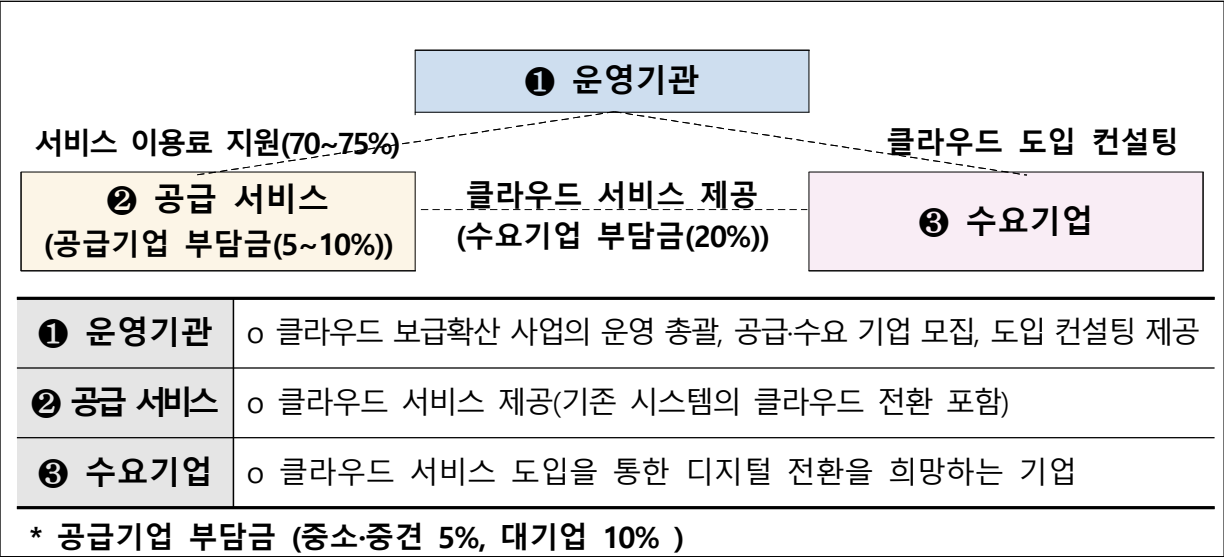 ❶ 운영기관
서비스 이용료 지원(70~75%)
클라우드 도입 컨설팅
❷ 공급 서비스
(공급기업 부담금(5~10%))
클라우드 서비스 제공
(수요기업 부담금(20%))
❸ 수요기업
❶ 운영기관 o 클라우드 보급확산 사업의 운영 총괄, 공급·수요 기업 모집, 도입 컨설팅 제공
❷ 공급 서비스 o 클라우드 서비스 제공(기존 시스템의 클라우드 전환 포함)
❸ 수요기업 o 클라우드 서비스 도입을 통한 디지털 전환을 희망하는 기업
* 공급기업 부담금 (중소·중견 5%, 대기업 10% )